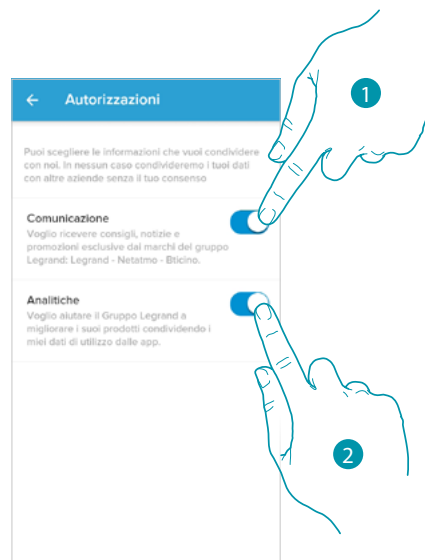 ← Autorizzazioni
1
Puoi scegliere le informazioni che vuoi condividere
con noi. In nessun caso condivideremo i tuoi dati
con altre aziende senza il tuo consenso
Comunicazione
Voglio ricevere consigli, notizie e
promozioni esclusive dai marchi del gruppo
Legrand: Legrand - Netatmo - Bticino.
Analitiche
Voglio aiutare il Gruppo Legrand a
migliorare i suoi prodotti condividendo i
miei dati di utilizzo dalle app.
2